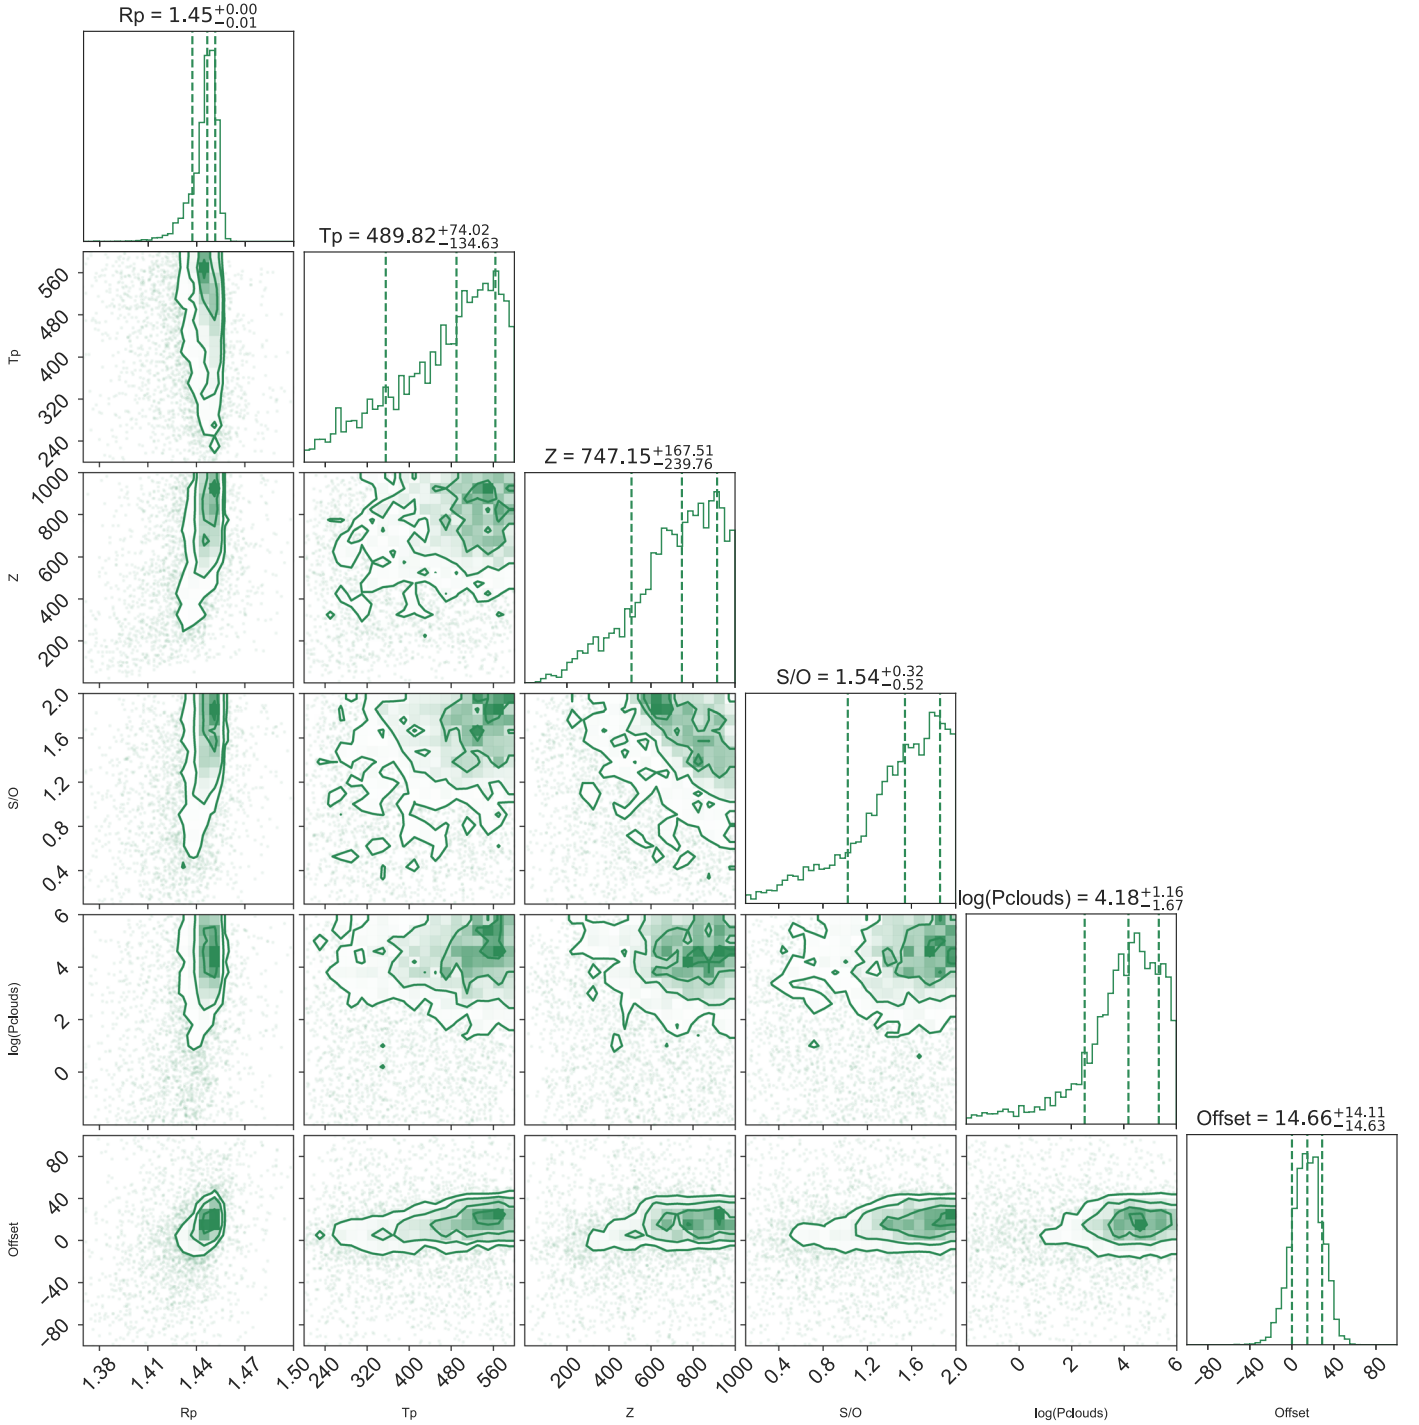 Rp = 1.45+0.00 −0.01
Tp = 489.82+74.02 −134.63
560
480
400
320
240
Tp
Z = 747.15+167.51 −239.76
1000
800
600
400
200
Z
S/O = 1.54+0.32 −0.52
2.0
1.6
1.2
0.8
0.4
S/O
log(Pclouds) = 4.18+1.16 −1.67
6
4
2
0
log(Pclouds)
Offset = 14.66+14.11 −14.63
80
40
0
−40
−80
Offset
1.38 1.41 1.44 1.47 1.50 240 320 400 480 560 200 400 600 800 1000 0.4 0.8 1.2 1.6 2.0 0 2 4 6 −80 −40 0 40 80
Rp Tp Z S/O log(Pclouds) Offset